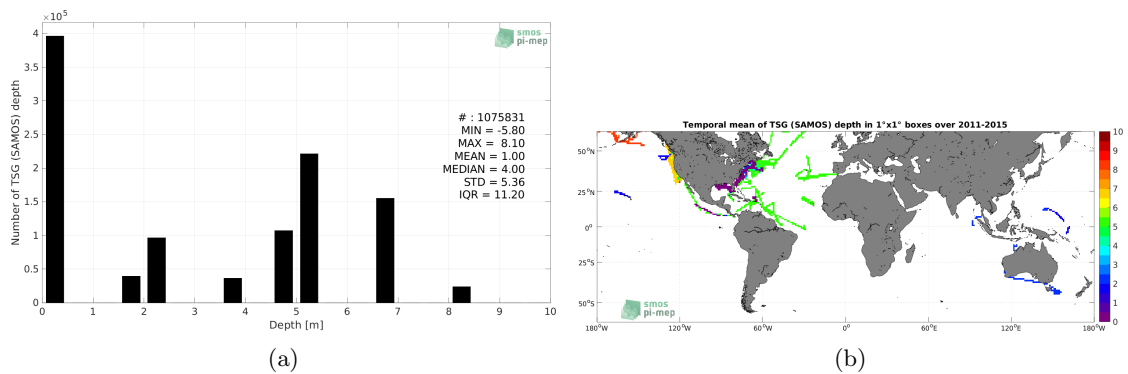 ×10⁵
4
3.5
3
2.5
2
1.5
1
0.5
0
Number of TSG (SAMOS) depth
smos
pi-mep
# : 1075831
MIN = -5.80
MAX = 8.10
MEAN = 1.00
MEDIAN = 4.00
STD = 5.36
IQR = 11.20
0 1 2 3 4 5 6 7 8 9 10
Depth [m]
(a)
Temporal mean of TSG (SAMOS) depth in 1°x1° boxes over 2011-2015
50°N
25°N
0°
25°S
50°S
smos
pi-mep
180°W 120°W 60°W 0° 60°E 120°E 180°E
10
9
8
7
6
5
4
3
2
1
0
(b)